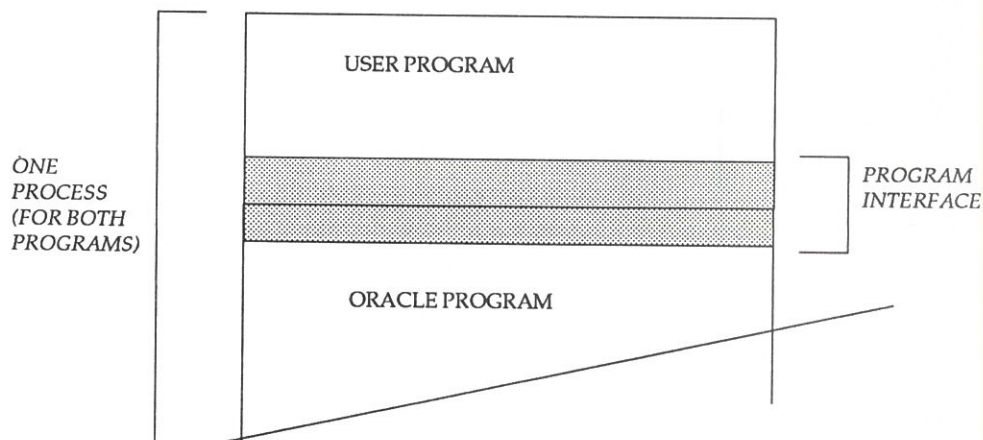 USER PROGRAM
ONE
PROCESS
(FOR BOTH
PROGRAMS)
PROGRAM
INTERFACE
ORACLE PROGRAM